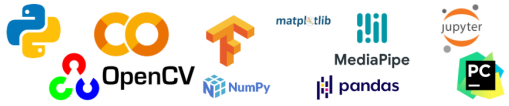 matplotlib
jupyter
MediaPipe
OpenCV
NumPy
pandas
PC